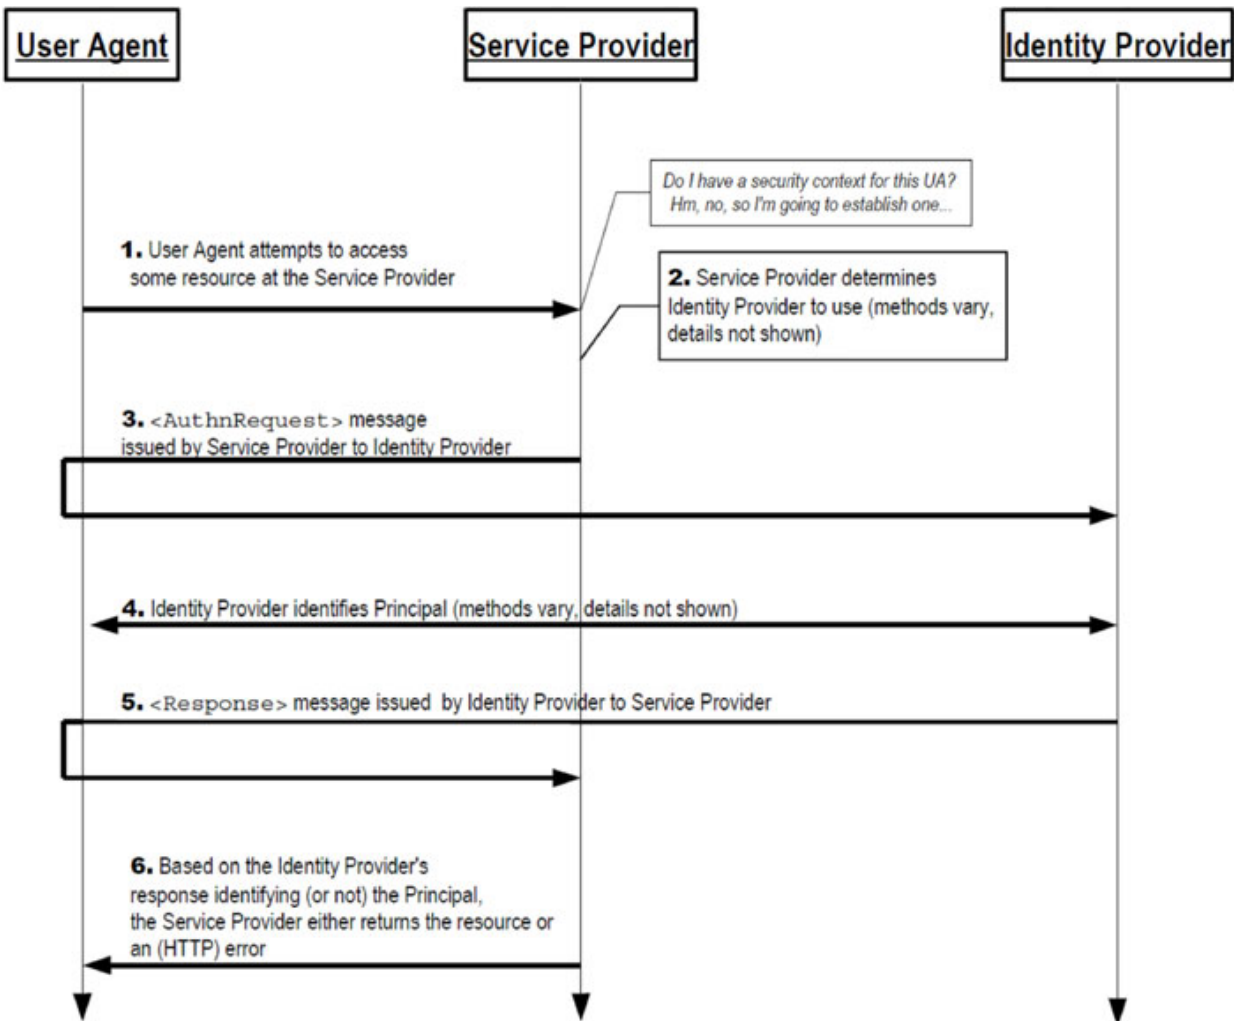 User Agent
Service Provider
Identity Provider
Do I have a security context for this UA?
Hm, no, so I'm going to establish one...
1. User Agent attempts to access
some resource at the Service Provider
2. Service Provider determines
Identity Provider to use (methods vary,
details not shown)
3. <AuthnRequest> message
issued by Service Provider to Identity Provider
4. Identity Provider identifies Principal (methods vary, details not shown)
5. <Response> message issued by Identity Provider to Service Provider
6. Based on the Identity Provider's
response identifying (or not) the Principal,
the Service Provider either returns the resource or
an (HTTP) error